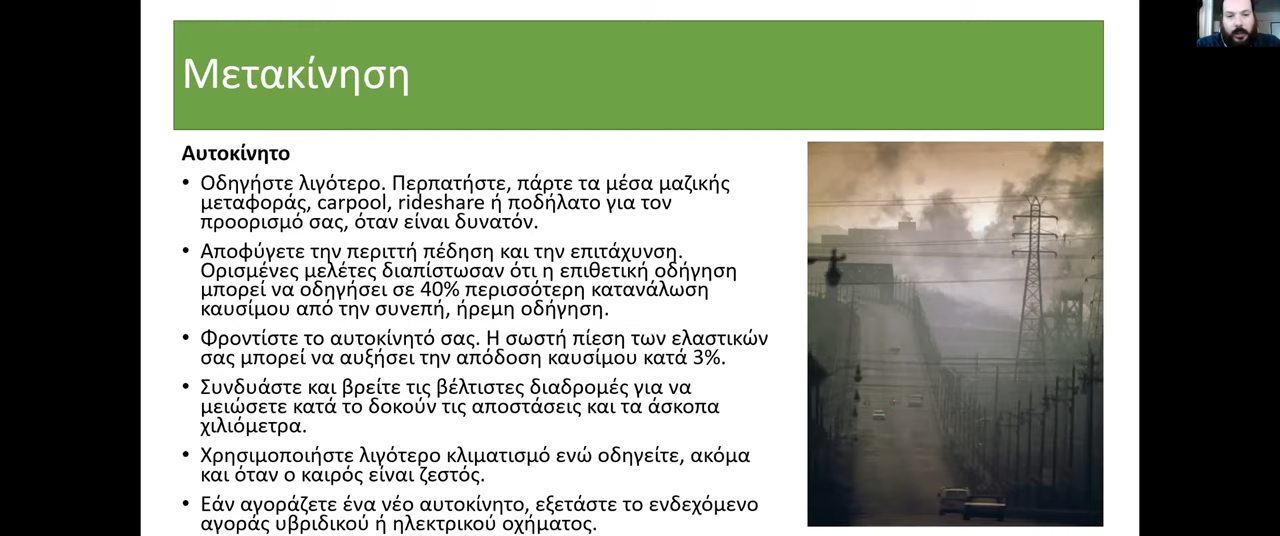 Μετακίνηση
Αυτοκίνητο
• Οδηγήστε λιγότερο. Περπατήστε, πάρτε τα μέσα μαζικής
μεταφοράς, carpool, rideshare ή ποδήλατο για τον
προορισμό σας, όταν είναι δυνατόν.
• Αποφύγετε την περιττή πέδηση και την επιτάχυνση.
Ορισμένες μελέτες διαπίστωσαν ότι η επιθετική οδήγηση
μπορεί να οδηγήσει σε 40% περισσότερη κατανάλωση
καυσίμου από την συνεπή, ήρεμη οδήγηση.
• Φροντίστε το αυτοκίνητό σας. Η σωστή πίεση των ελαστικών
σας μπορεί να αυξήσει την απόδοση καυσίμου κατά 3%.
• Συνδυάστε και βρείτε τις βέλτιστες διαδρομές για να
μειώσετε κατά το δοκούν τις αποστάσεις και τα άσκοπα
χιλιόμετρα.
• Χρησιμοποιήστε λιγότερο κλιματισμό ενώ οδηγείτε, ακόμα
και όταν ο καιρός είναι ζεστός.
• Εάν αγοράζετε ένα νέο αυτοκίνητο, εξετάστε το ενδεχόμενο
αγοράς υβριδικού ή ηλεκτρικού οχήματος.